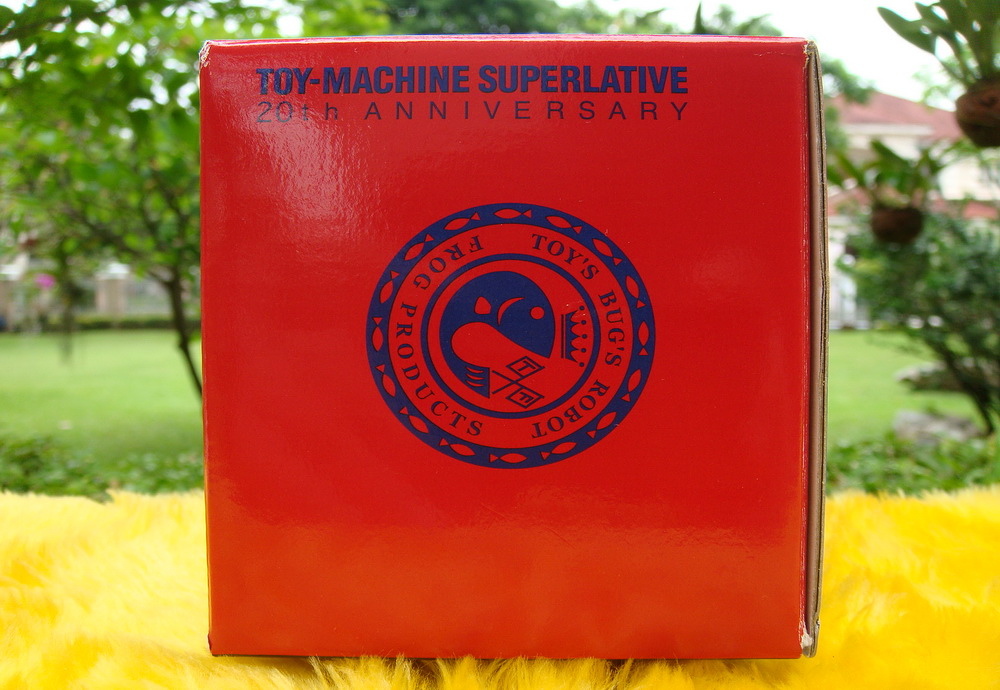 TOY-MACHINE SUPERLATIVE
20th ANNIVERSARY
TOY'S BUG'S ROBOT
FROG PRODUCTS
T
F